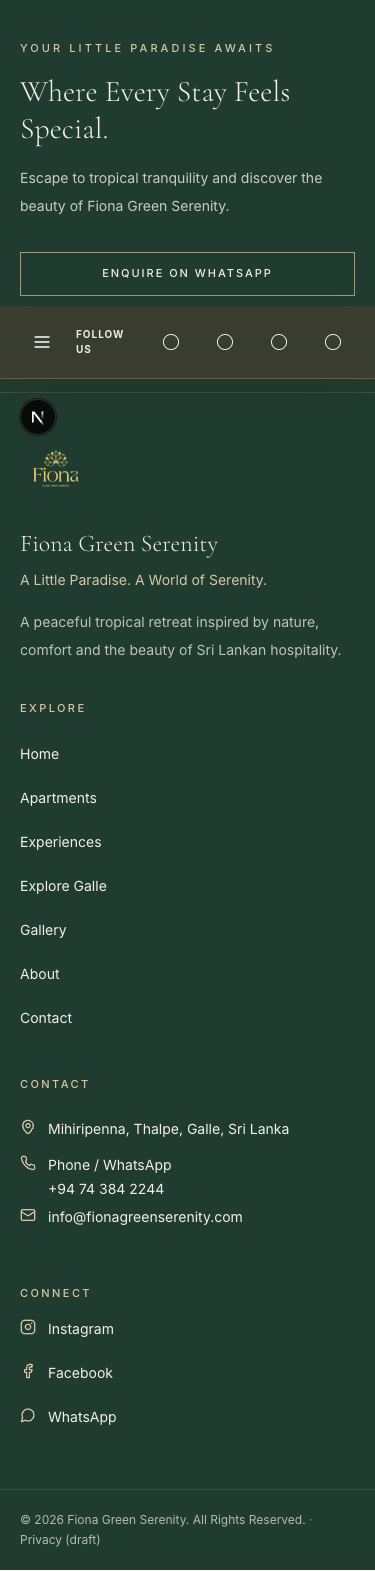 YOUR LITTLE PARADISE AWAITS
Where Every Stay Feels
Special.
Escape to tropical tranquility and discover the
beauty of Fiona Green Serenity.
ENQUIRE ON WHATSAPP
FOLLOW
US
N
Fiona
Fiona Green Serenity
A Little Paradise. A World of Serenity.
A peaceful tropical retreat inspired by nature,
comfort and the beauty of Sri Lankan hospitality.
EXPLORE
Home
Apartments
Experiences
Explore Galle
Gallery
About
Contact
CONTACT
Mihiripenna, Thalpe, Galle, Sri Lanka
Phone / WhatsApp
+94 74 384 2244
info@fionagreenserenity.com
CONNECT
Instagram
Facebook
WhatsApp
© 2026 Fiona Green Serenity. All Rights Reserved. ·
Privacy (draft)